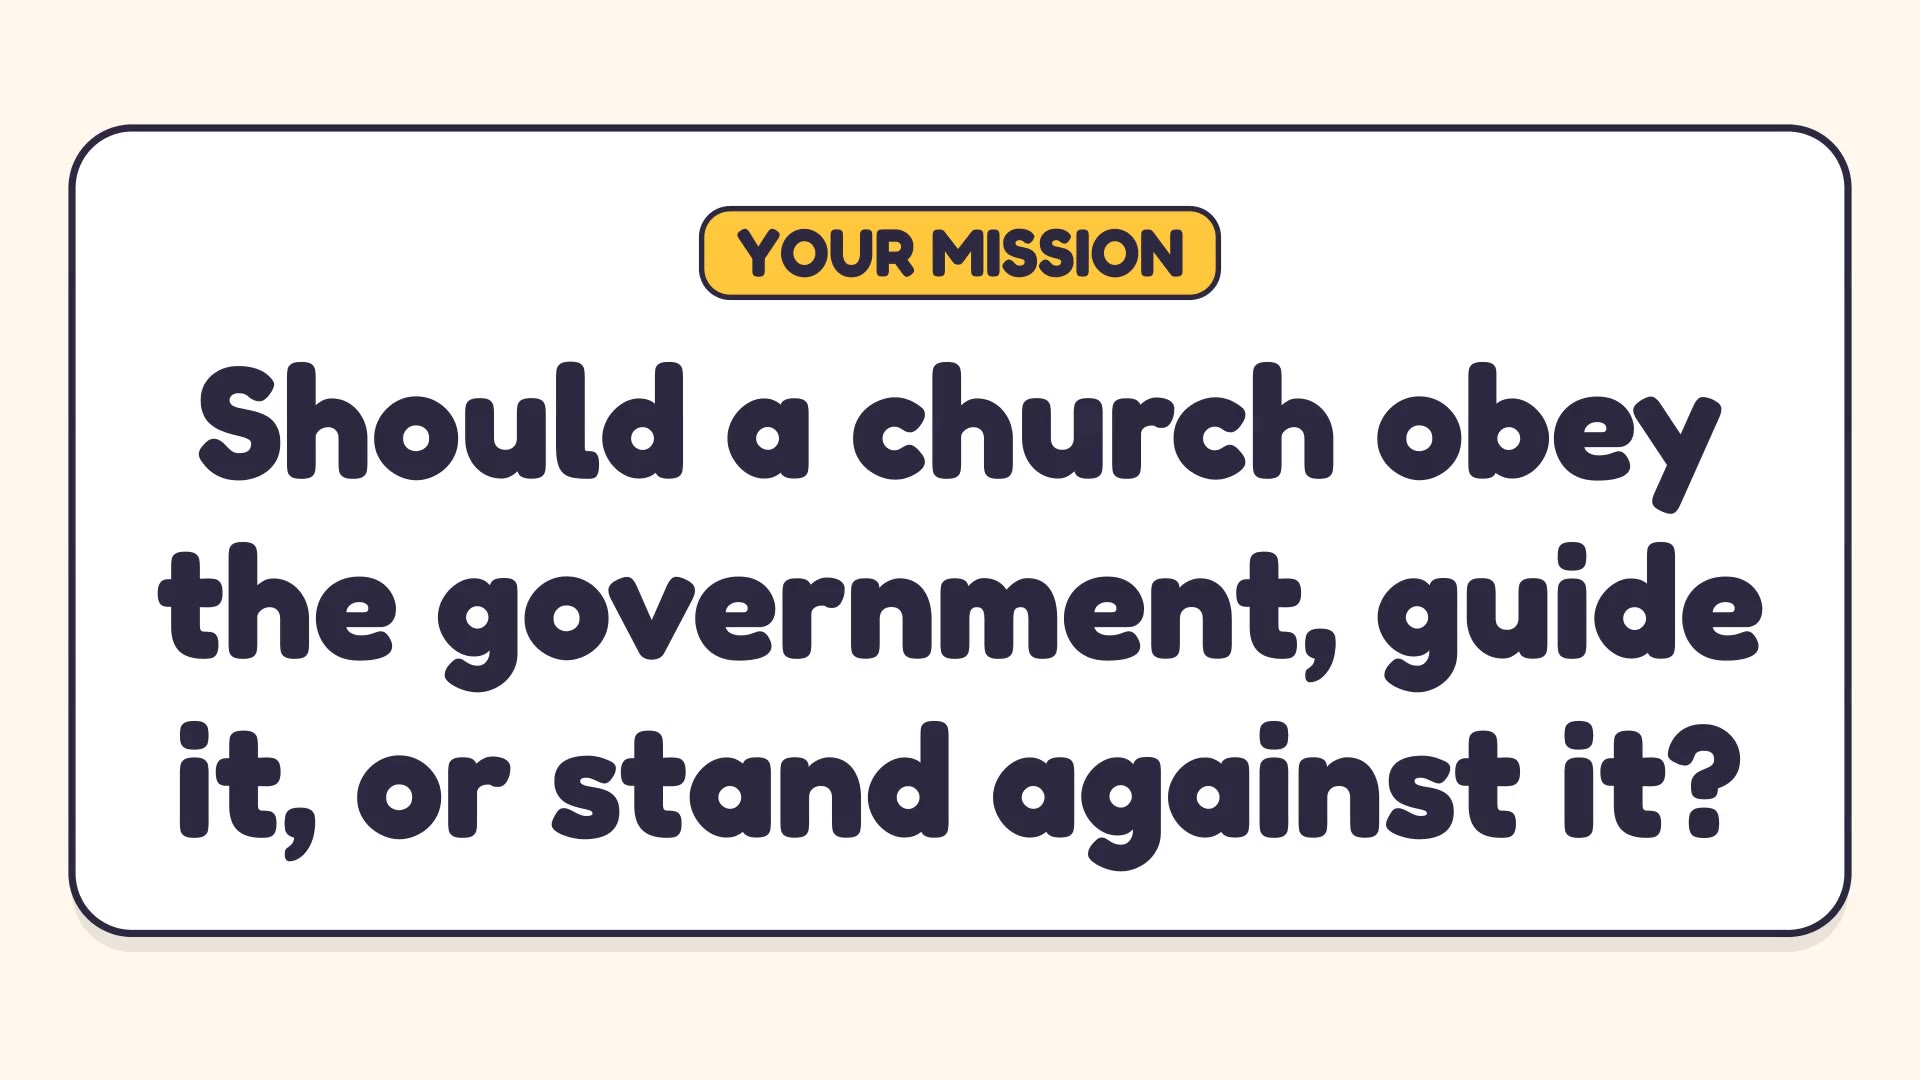 YOUR MISSION
Should a church obey
the government, guide
it, or stand against it?